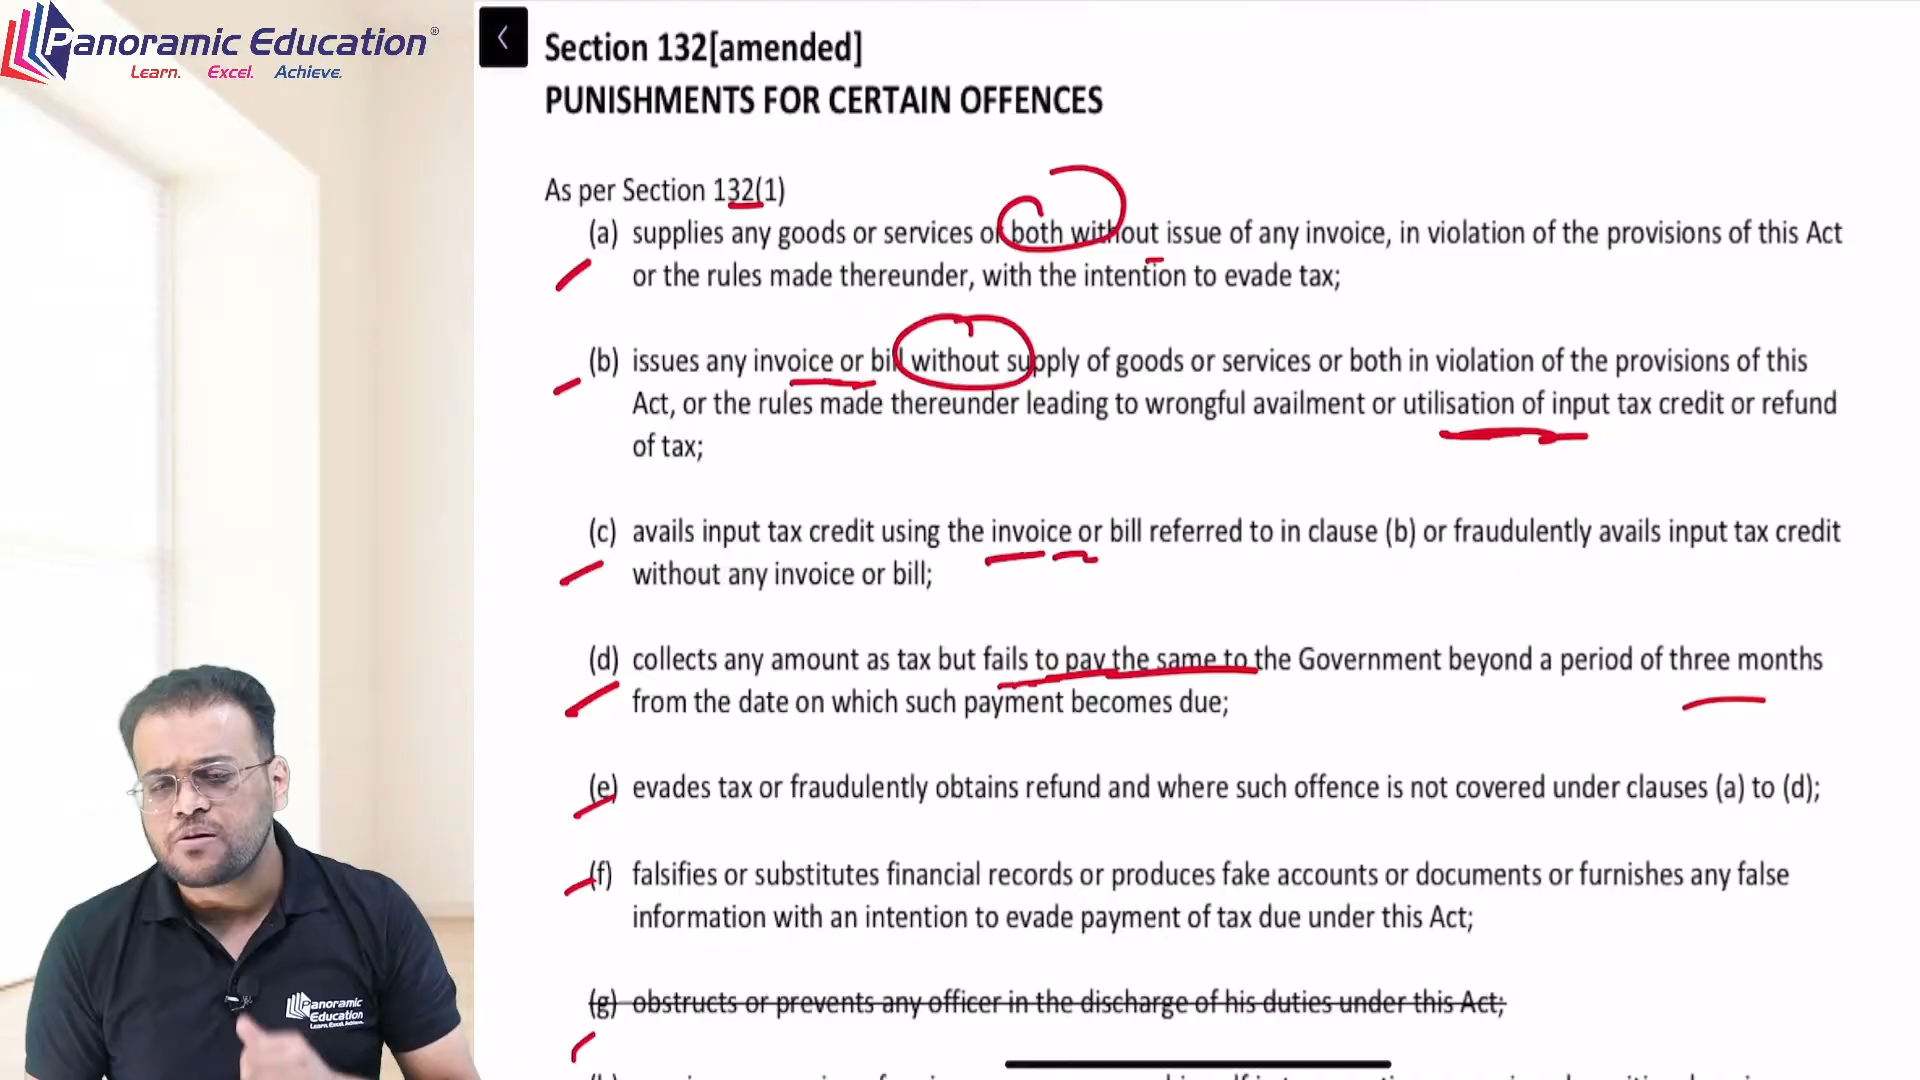 Panoramic Education®
Learn. Excel. Achieve.
Section 132[amended]
PUNISHMENTS FOR CERTAIN OFFENCES
As per Section 132(1)
(a) supplies any goods or services or both without issue of any invoice, in violation of the provisions of this Act
or the rules made thereunder, with the intention to evade tax;
(b) issues any invoice or bill without supply of goods or services or both in violation of the provisions of this
Act, or the rules made thereunder leading to wrongful availment or utilisation of input tax credit or refund
of tax;
(c) avails input tax credit using the invoice or bill referred to in clause (b) or fraudulently avails input tax credit
without any invoice or bill;
(d) collects any amount as tax but fails to pay the same to the Government beyond a period of three months
from the date on which such payment becomes due;
(e) evades tax or fraudulently obtains refund and where such offence is not covered under clauses (a) to (d);
(f) falsifies or substitutes financial records or produces fake accounts or documents or furnishes any false
information with an intention to evade payment of tax due under this Act;
(g) obstructs or prevents any officer in the discharge of his duties under this Act;
Panoramic
Education
Learn. Excel. Achieve.